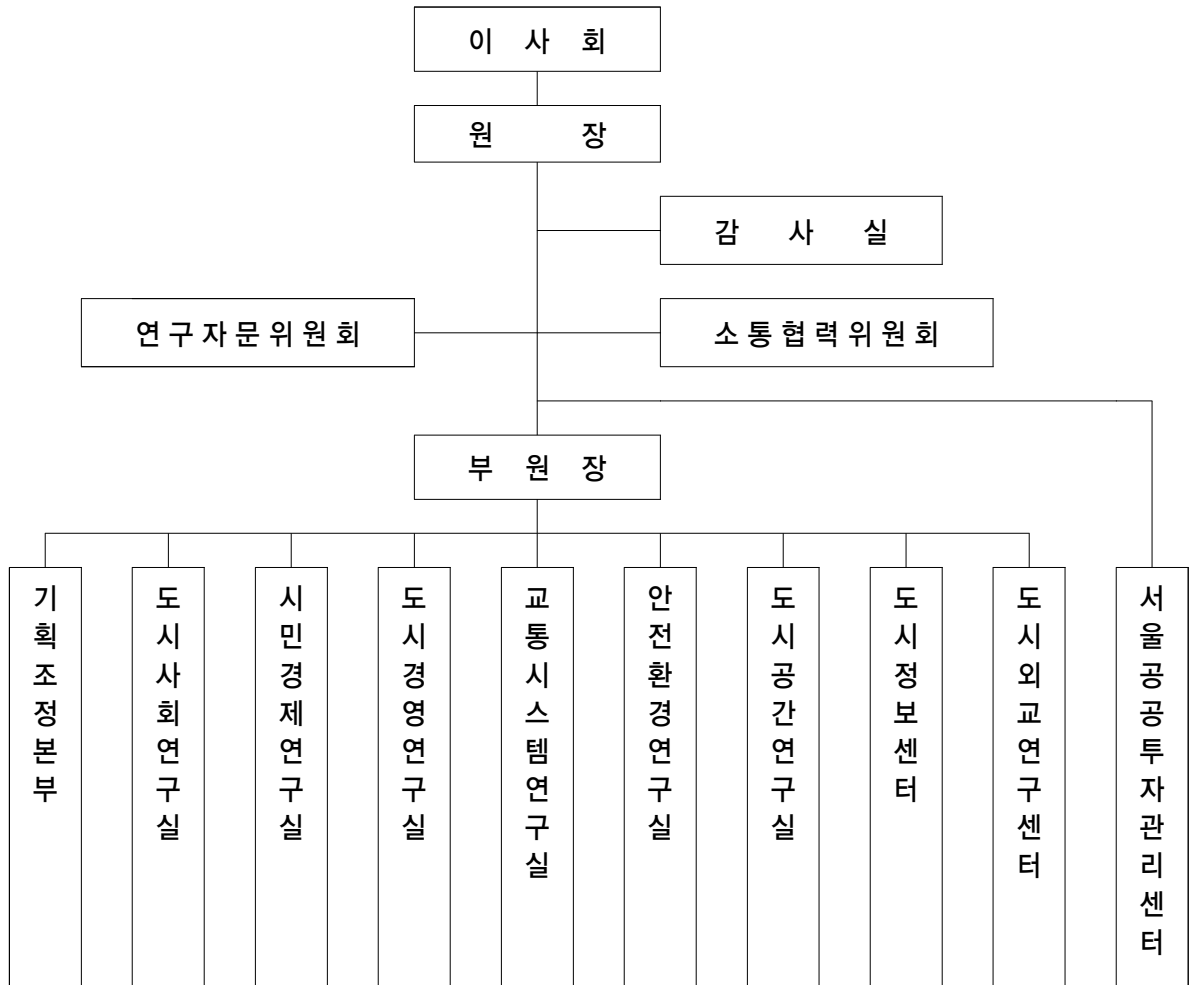 이 사 회
원 장
감 사 실
연구자문위원회
소통협력위원회
부 원 장
기획조정본부
도시사회연구실
시민경제연구실
도시경영연구실
교통시스템연구실
안전환경연구실
도시공간연구실
도시정보센터
도시외교연구센터
서울공공투자관리센터